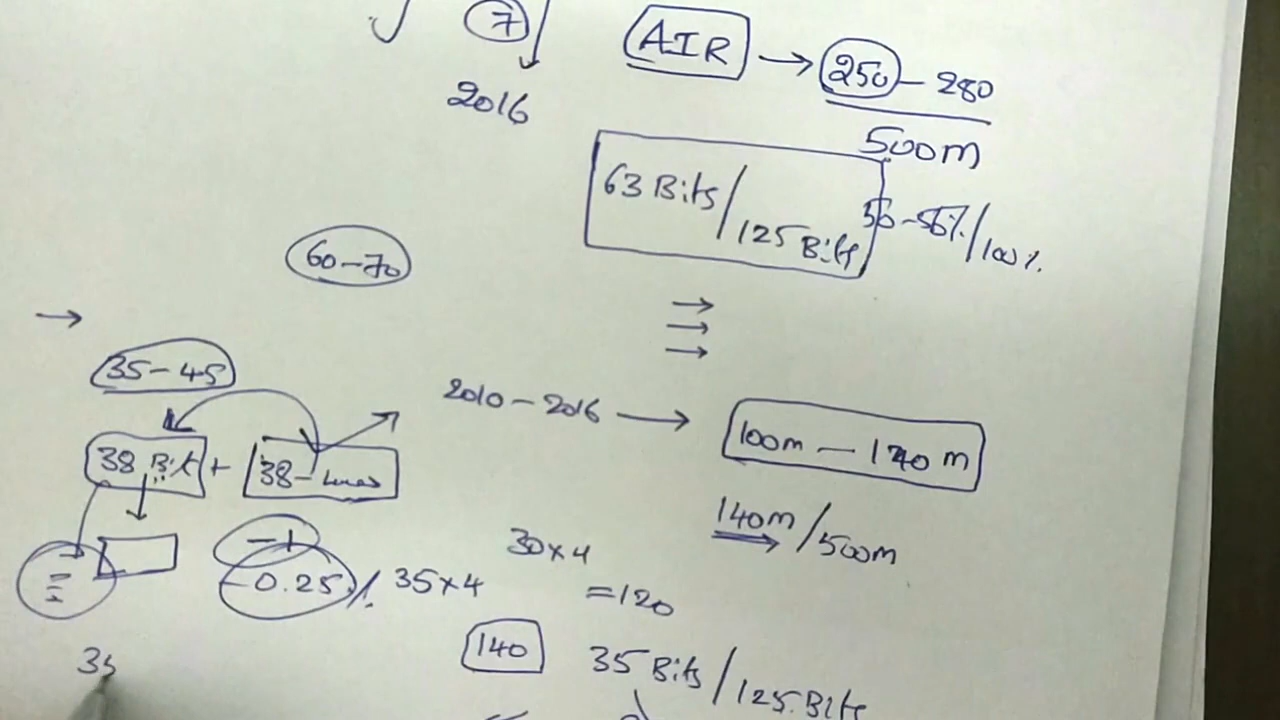 7
2016
AIR → 250 - 280
500m
63 Bits / 125 Bits
50-56% / 100%.
60-70
35-45
2010 - 2016 → 100m - 140m
38 Bit + 38 -
140m / 500m
-1
-0.25%
35×4
30×4
=120
140
35 Bits / 125 Bits
35